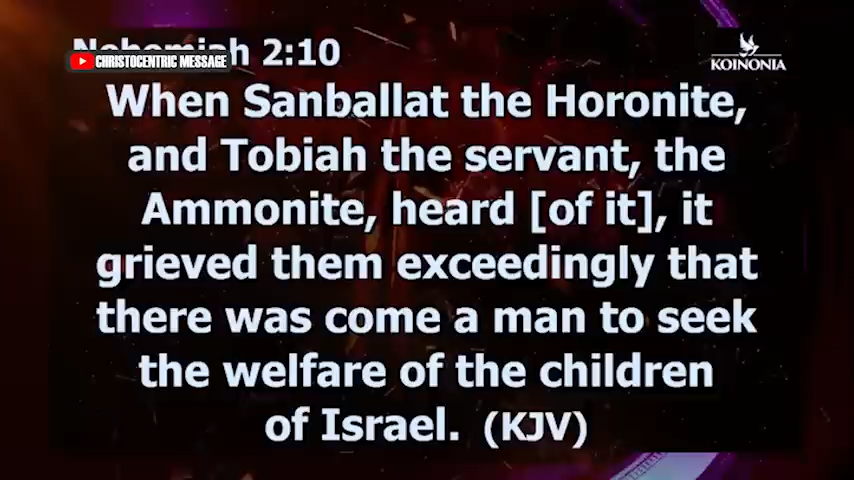 h 2:10
CHRISTOCENTRIC MESSAGE
KOINONIA
When Sanballat the Horonite,
and Tobiah the servant, the
Ammonite, heard [of it], it
grieved them exceedingly that
there was come a man to seek
the welfare of the children
of Israel. (KJV)